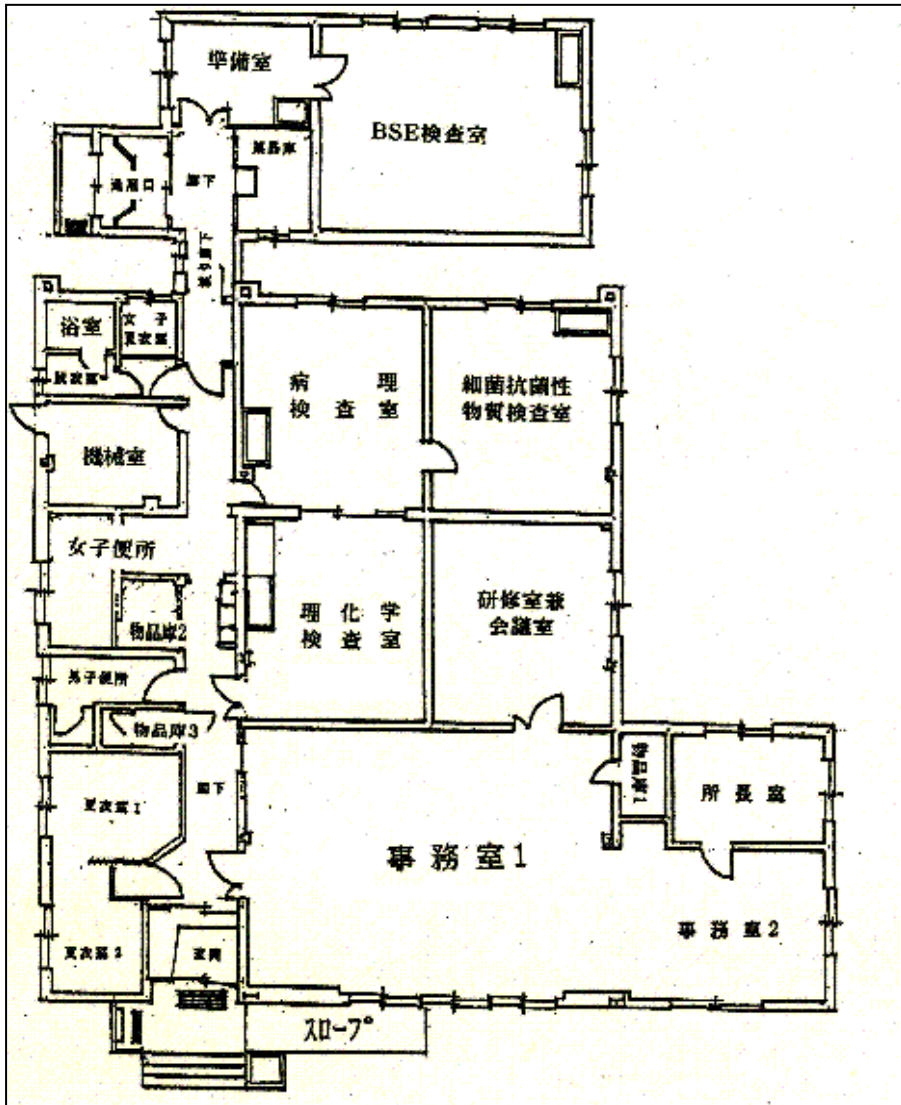 準備室
BSE検査室
薬品庫
廊下
渡り廊下
浴室
女子
更衣室
脱衣室
病理
検査室
細菌抗菌性
物質検査室
機械室
女子便所
物品庫2
理化学
検査室
研修室兼
会議室
男子便所
物品庫3
物品庫1
所長室
更衣室1
廊下
事務室1
事務室2
更衣室2
玄関
スロープ